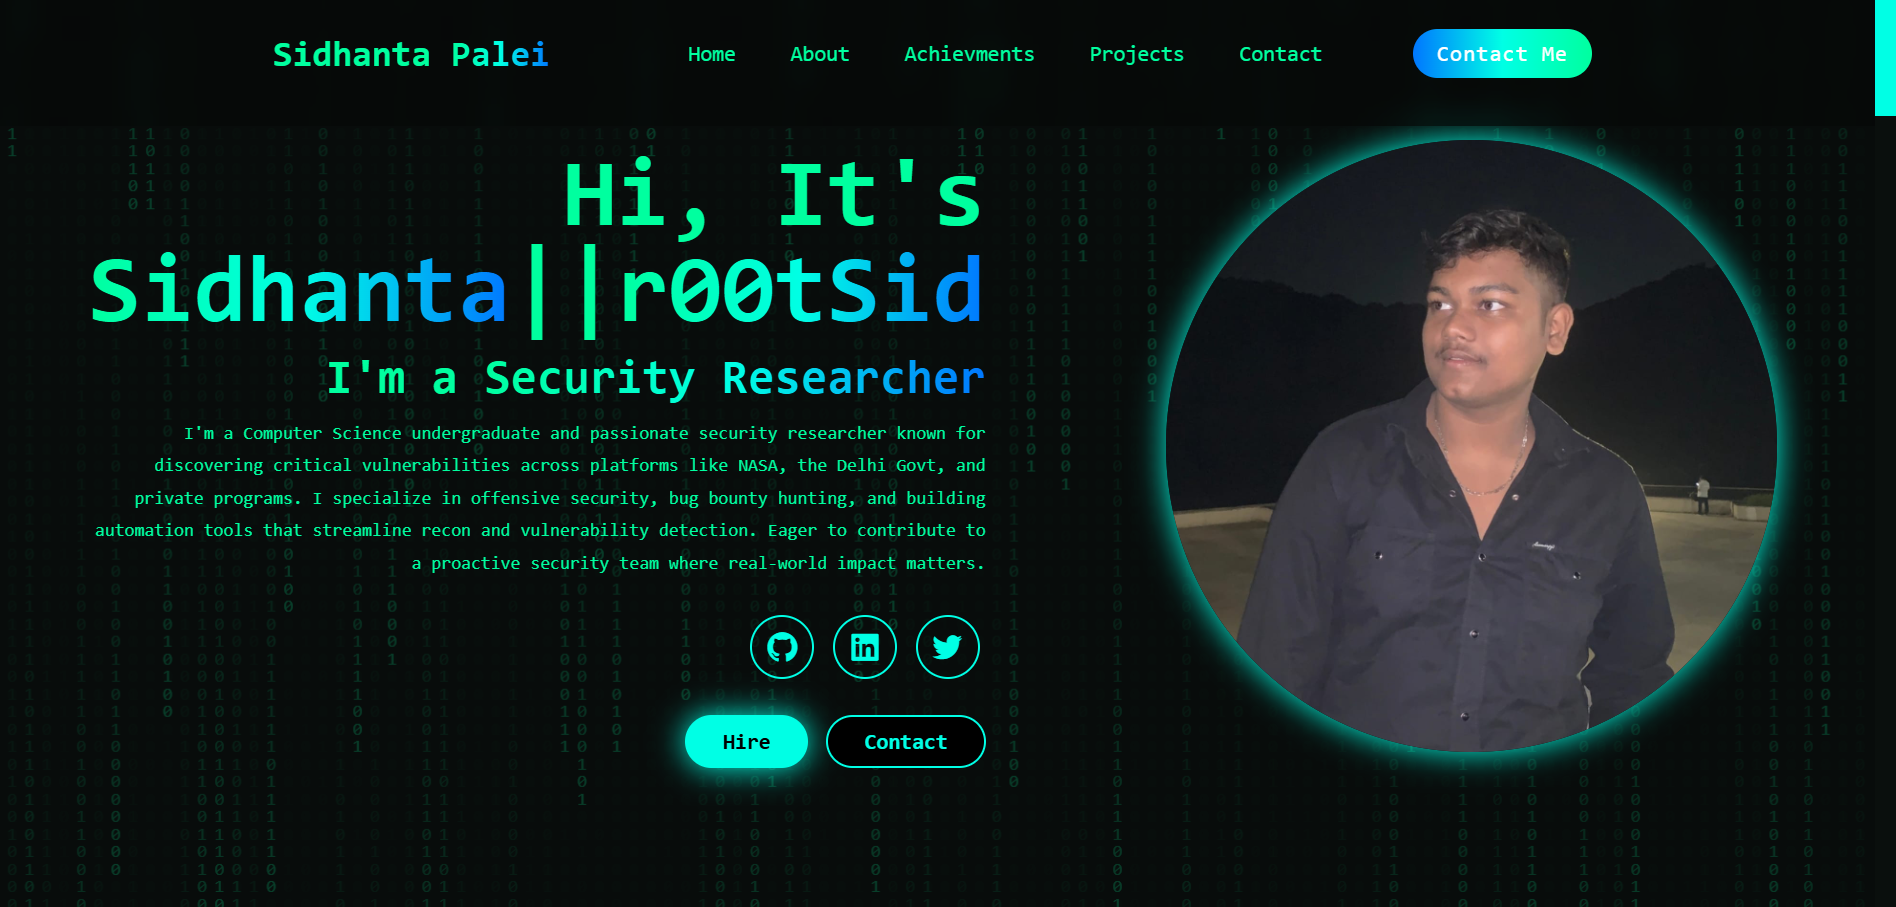 Sidhanta Palei
Home
About
Achievments
Projects
Contact
Contact Me
Hi, It's
Sidhanta||r00tSid
I'm a Security Researcher
I'm a Computer Science undergraduate and passionate security researcher known for
discovering critical vulnerabilities across platforms like NASA, the Delhi Govt, and
private programs. I specialize in offensive security, bug bounty hunting, and building
automation tools that streamline recon and vulnerability detection. Eager to contribute to
a proactive security team where real-world impact matters.
Hire
Contact